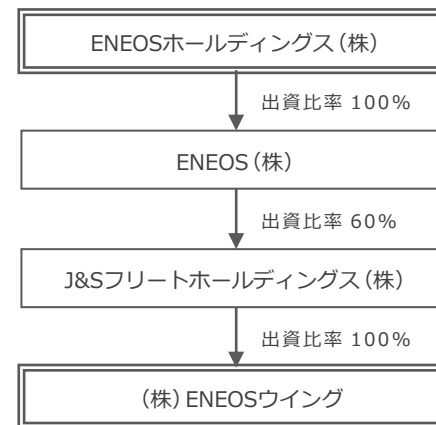 ENEOSホールディングス(株)
出資比率 100%
ENEOS(株)
出資比率 60%
J&Sフリートホールディングス(株)
出資比率 100%
(株)ENEOSウイング